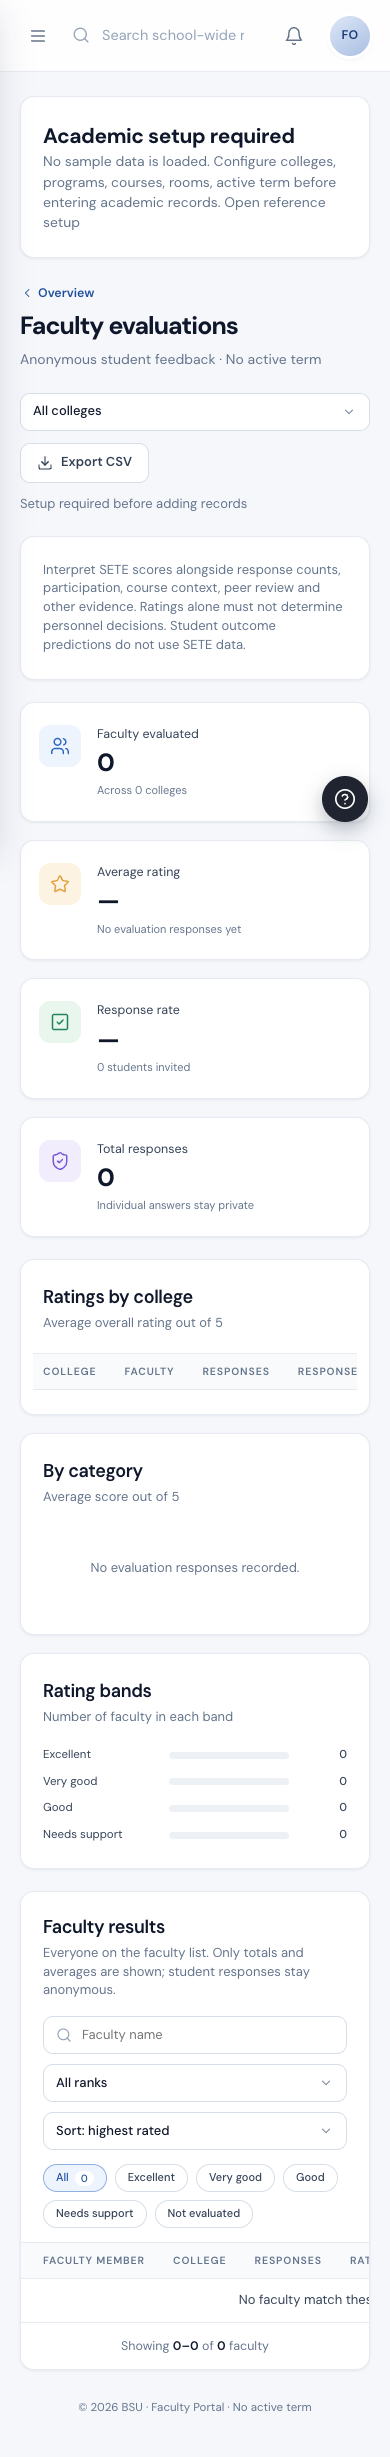 Search school-wide r
FO
Academic setup required
No sample data is loaded. Configure colleges,
programs, courses, rooms, active term before
entering academic records. Open reference
setup
Overview
Faculty evaluations
Anonymous student feedback · No active term
All colleges
Export CSV
Setup required before adding records
Interpret SETE scores alongside response counts,
participation, course context, peer review and
other evidence. Ratings alone must not determine
personnel decisions. Student outcome
predictions do not use SETE data.
Faculty evaluated
0
Across 0 colleges
Average rating
—
No evaluation responses yet
Response rate
—
0 students invited
Total responses
0
Individual answers stay private
Ratings by college
Average overall rating out of 5
COLLEGE FACULTY RESPONSES RESPONSE
By category
Average score out of 5
No evaluation responses recorded.
Rating bands
Number of faculty in each band
Excellent 0
Very good 0
Good 0
Needs support 0
Faculty results
Everyone on the faculty list. Only totals and
averages are shown; student responses stay
anonymous.
Faculty name
All ranks
Sort: highest rated
All 0 Excellent Very good Good
Needs support Not evaluated
FACULTY MEMBER COLLEGE RESPONSES RAT
No faculty match thes
Showing 0–0 of 0 faculty
© 2026 BSU · Faculty Portal · No active term